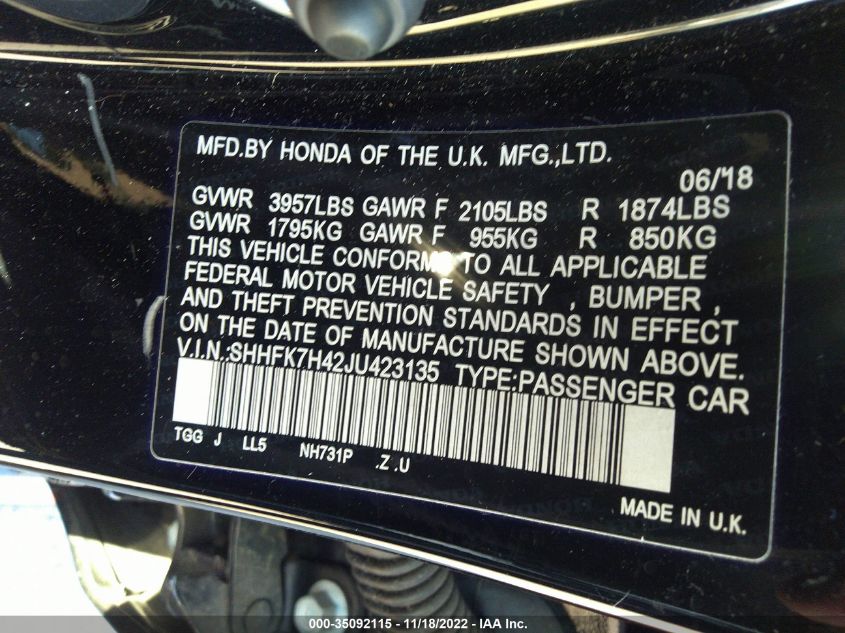 MFD.BY HONDA OF THE U.K. MFG.,LTD.
06/'18
GVWR 3957LBS GAWR F 2105LBS R 1874LBS
GVWR 1795KG GAWR F 955KG R 850KG
THIS VEHICLE CONFORMS TO ALL APPLICABLE
FEDERAL MOTOR VEHICLE SAFETY , BUMPER ,
AND THEFT PREVENTION STANDARDS IN EFFECT
ON THE DATE OF MANUFACTURE SHOWN ABOVE.
V.I.N.:SHHFK7H42JU423135 TYPE:PASSENGER CAR
TGG J LL5 NH731P .Z .U
MADE IN U.K.
000-35092115 - 11/18/2022 - IAA Inc.